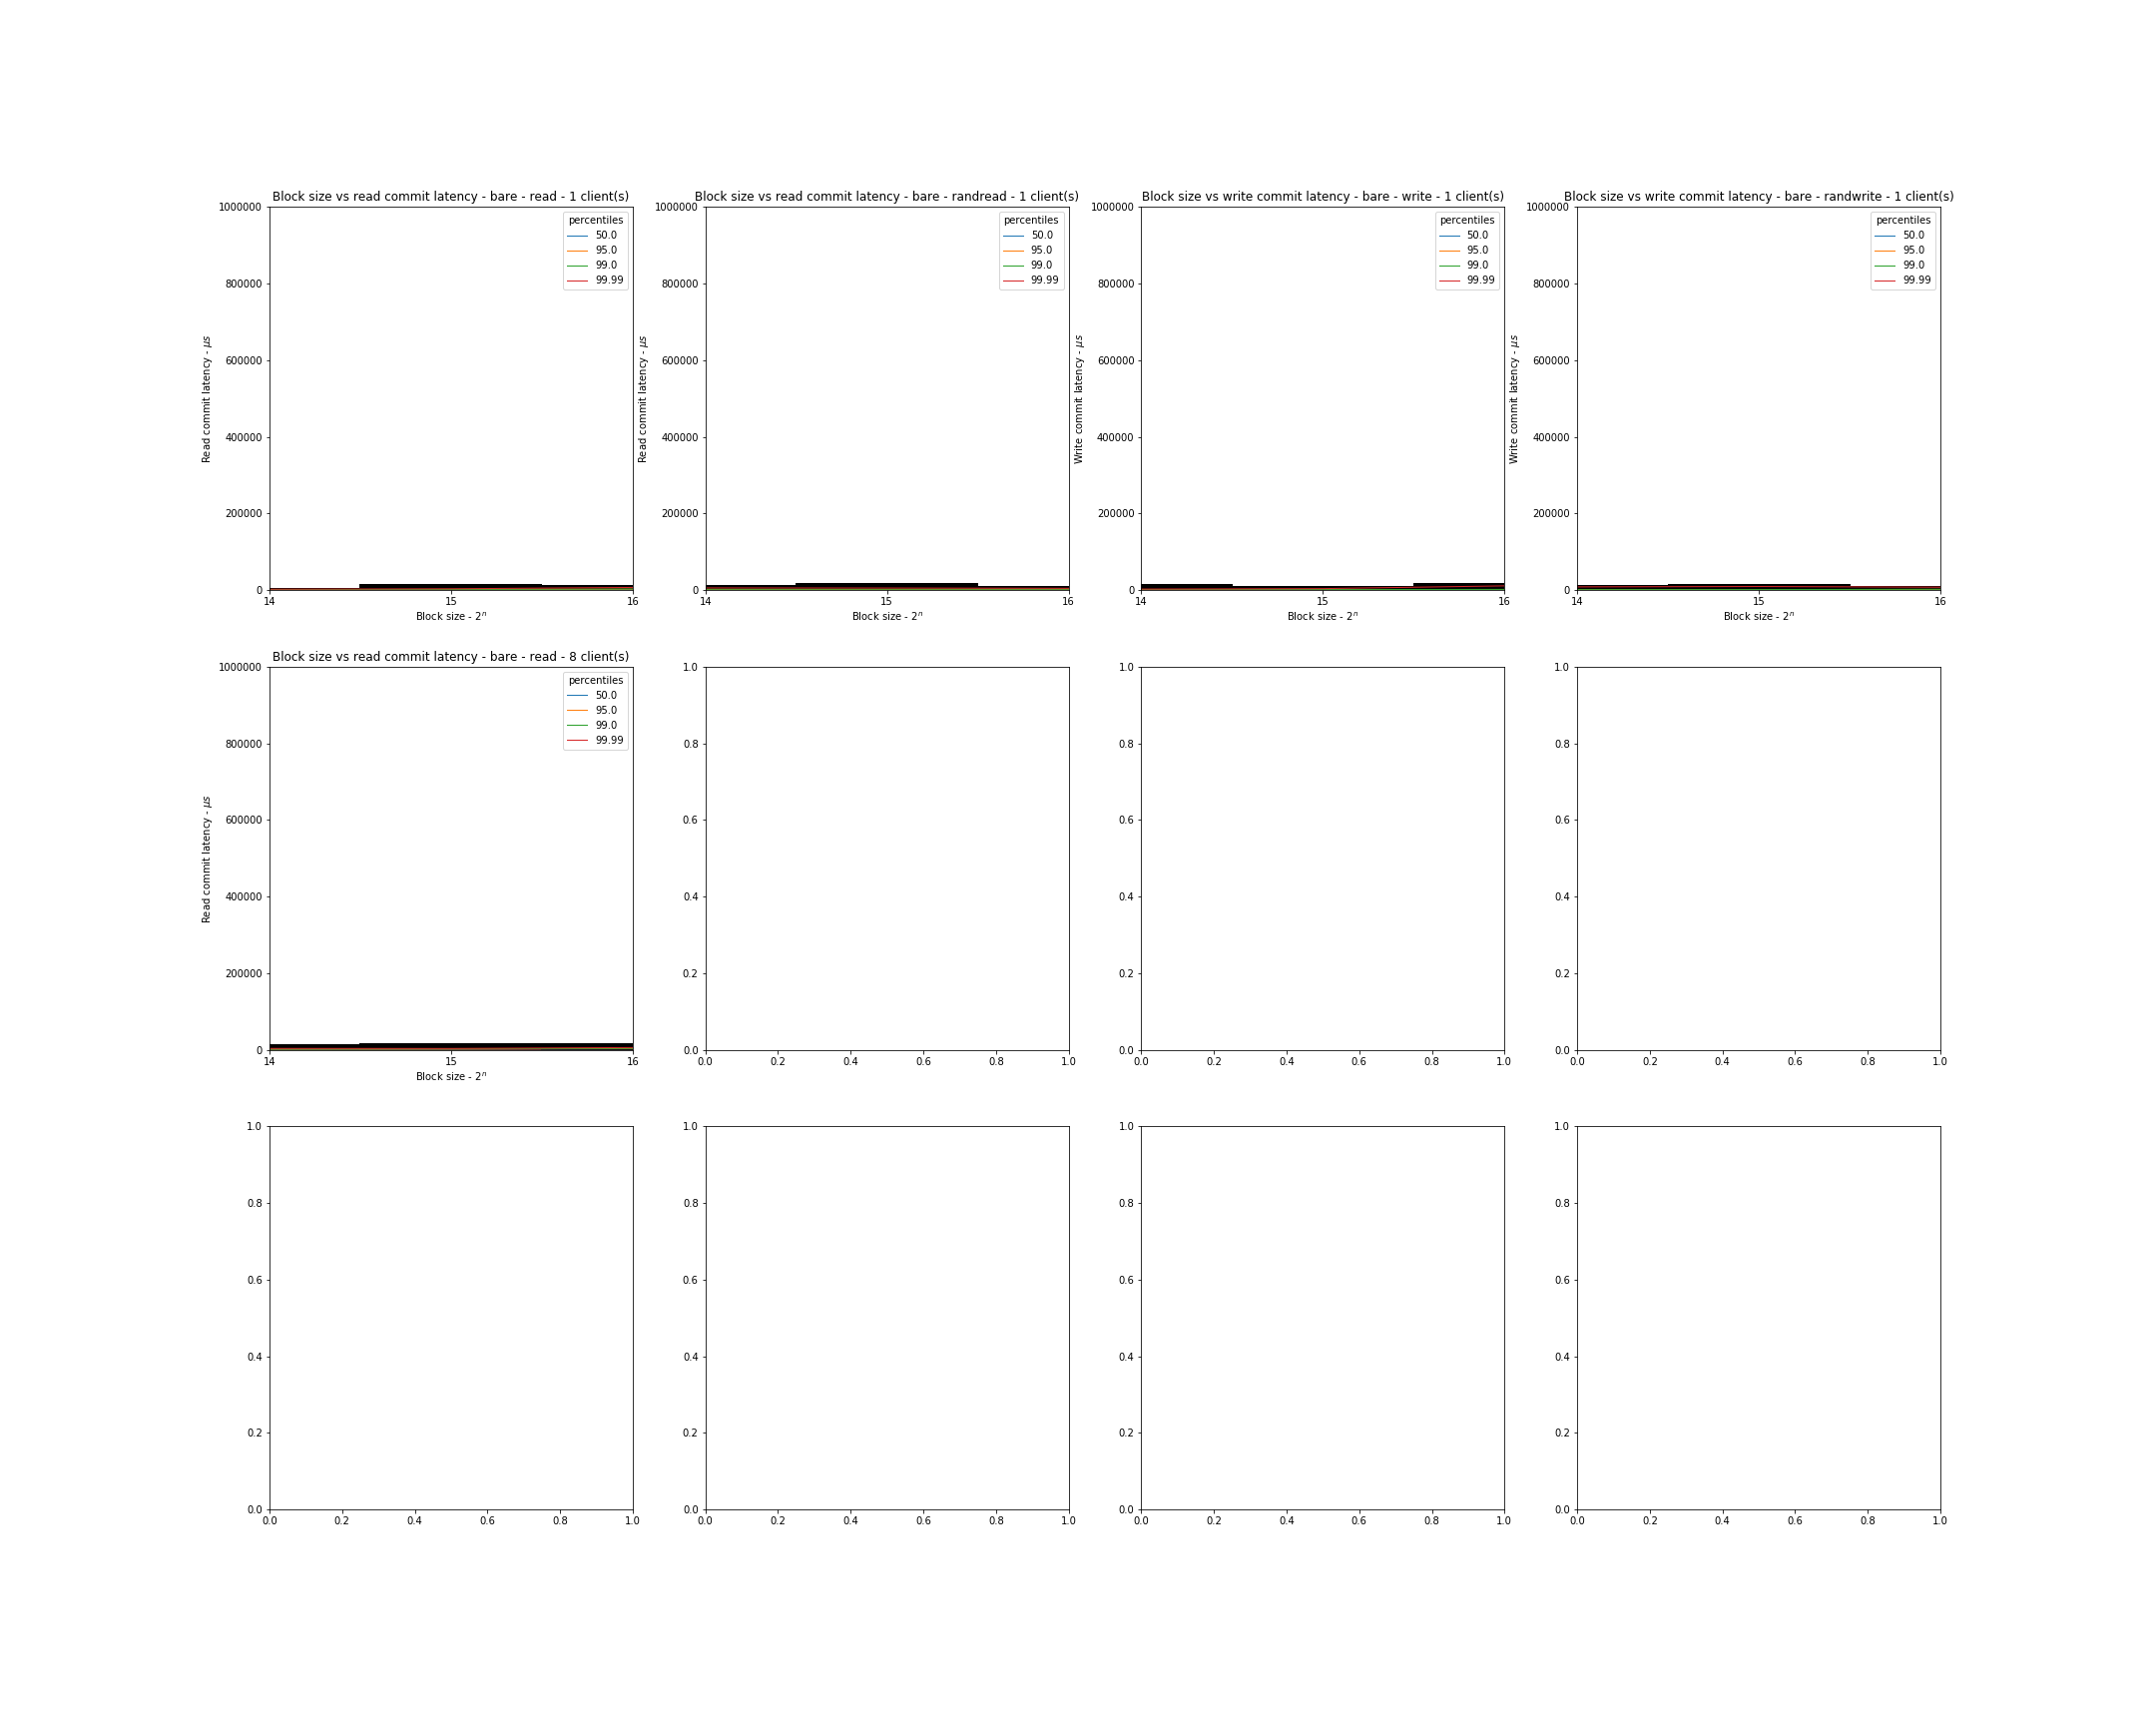 Block size vs read commit latency - bare - read - 1 client(s)
1000000
800000
600000
400000
200000
0
Read commit latency - μs
percentiles
50.0
95.0
99.0
99.99
14 15 16
Block size - 2^n
Block size vs read commit latency - bare - randread - 1 client(s)
1000000
800000
600000
400000
200000
0
Read commit latency - μs
percentiles
50.0
95.0
99.0
99.99
14 15 16
Block size - 2^n
Block size vs write commit latency - bare - write - 1 client(s)
1000000
800000
600000
400000
200000
0
Write commit latency - μs
percentiles
50.0
95.0
99.0
99.99
14 15 16
Block size - 2^n
Block size vs write commit latency - bare - randwrite - 1 client(s)
1000000
800000
600000
400000
200000
0
Write commit latency - μs
percentiles
50.0
95.0
99.0
99.99
14 15 16
Block size - 2^n
Block size vs read commit latency - bare - read - 8 client(s)
1000000
800000
600000
400000
200000
0
Read commit latency - μs
percentiles
50.0
95.0
99.0
99.99
14 15 16
Block size - 2^n
1.0
0.8
0.6
0.4
0.2
0.0
0.0 0.2 0.4 0.6 0.8 1.0
1.0
0.8
0.6
0.4
0.2
0.0
0.0 0.2 0.4 0.6 0.8 1.0
1.0
0.8
0.6
0.4
0.2
0.0
0.0 0.2 0.4 0.6 0.8 1.0
1.0
0.8
0.6
0.4
0.2
0.0
0.0 0.2 0.4 0.6 0.8 1.0
1.0
0.8
0.6
0.4
0.2
0.0
0.0 0.2 0.4 0.6 0.8 1.0
1.0
0.8
0.6
0.4
0.2
0.0
0.0 0.2 0.4 0.6 0.8 1.0
1.0
0.8
0.6
0.4
0.2
0.0
0.0 0.2 0.4 0.6 0.8 1.0